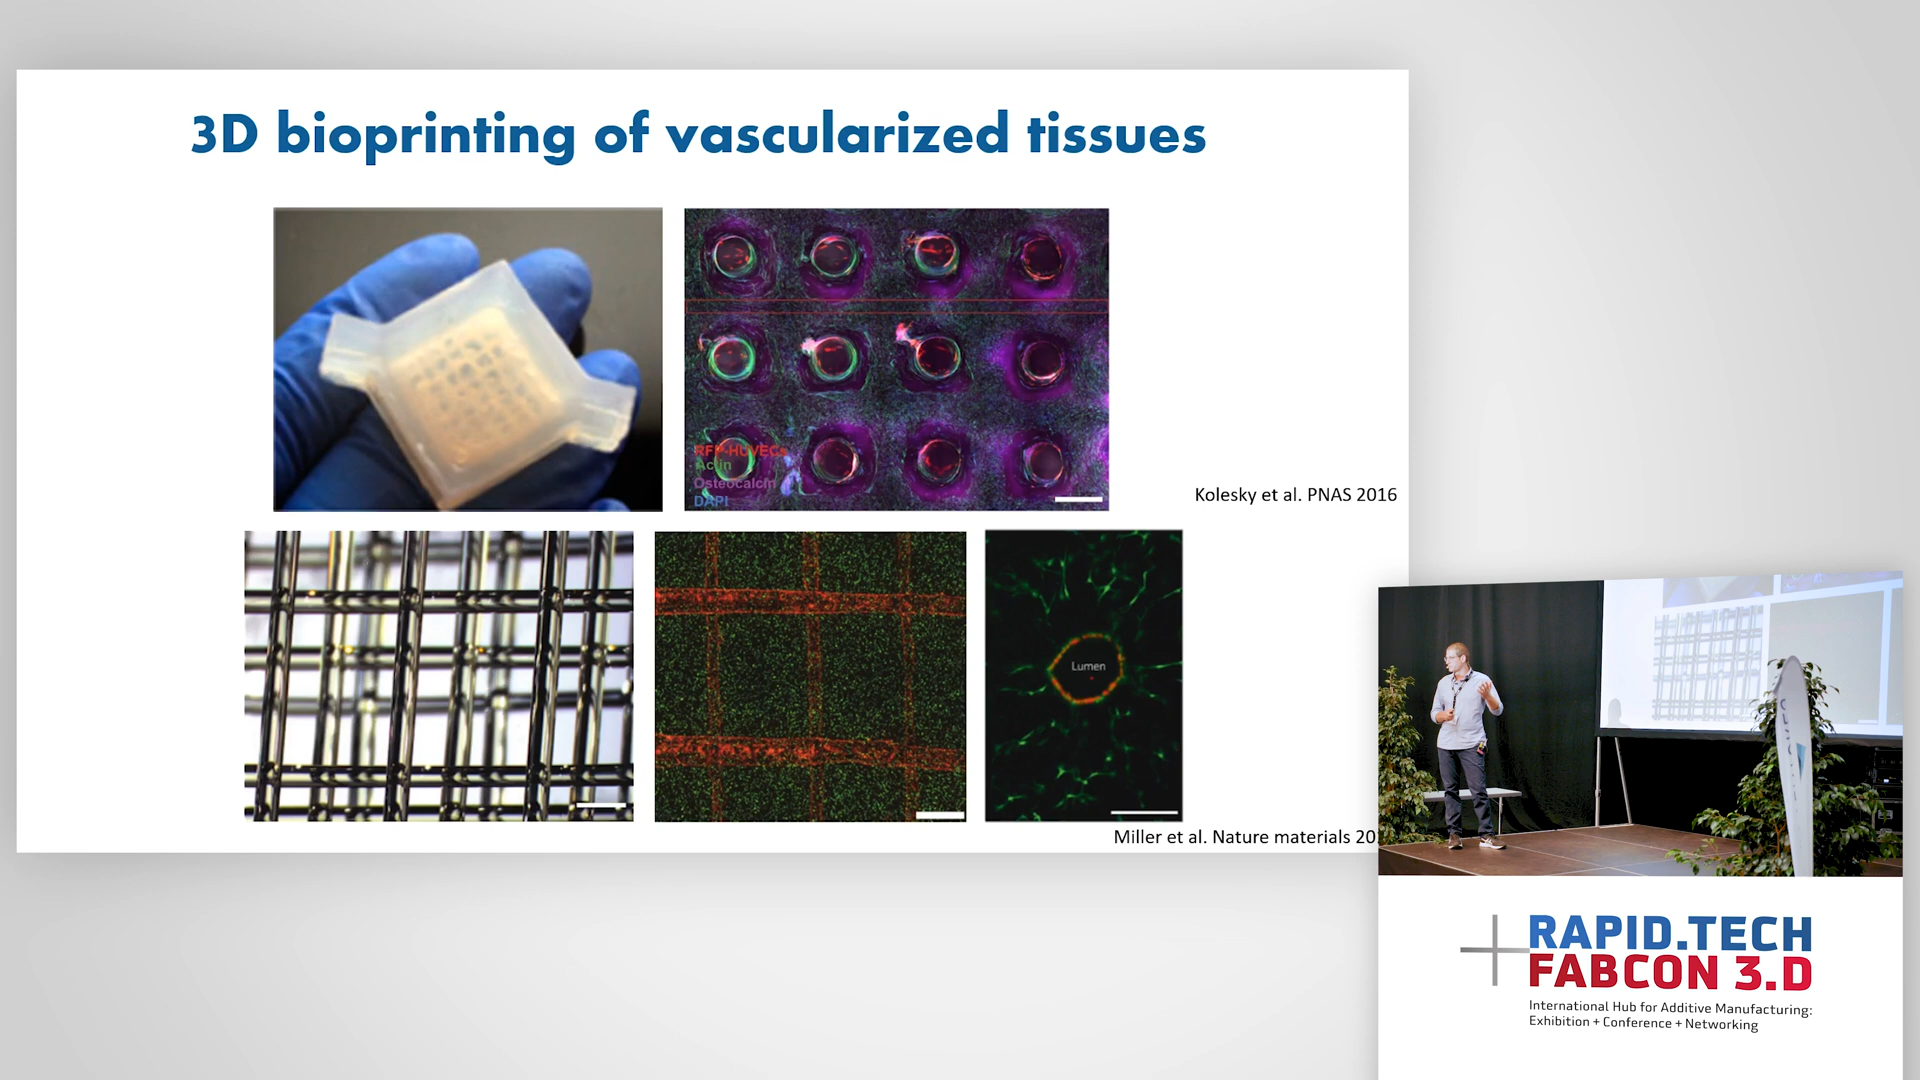 3D bioprinting of vascularized tissues
RFP-HUVECs
Actin
Osteocalcin
DAPI
Kolesky et al. PNAS 2016
Lumen
Miller et al. Nature materials 20
RAPID.TECH
FABCON 3.D
International Hub for Additive Manufacturing:
Exhibition + Conference + Networking